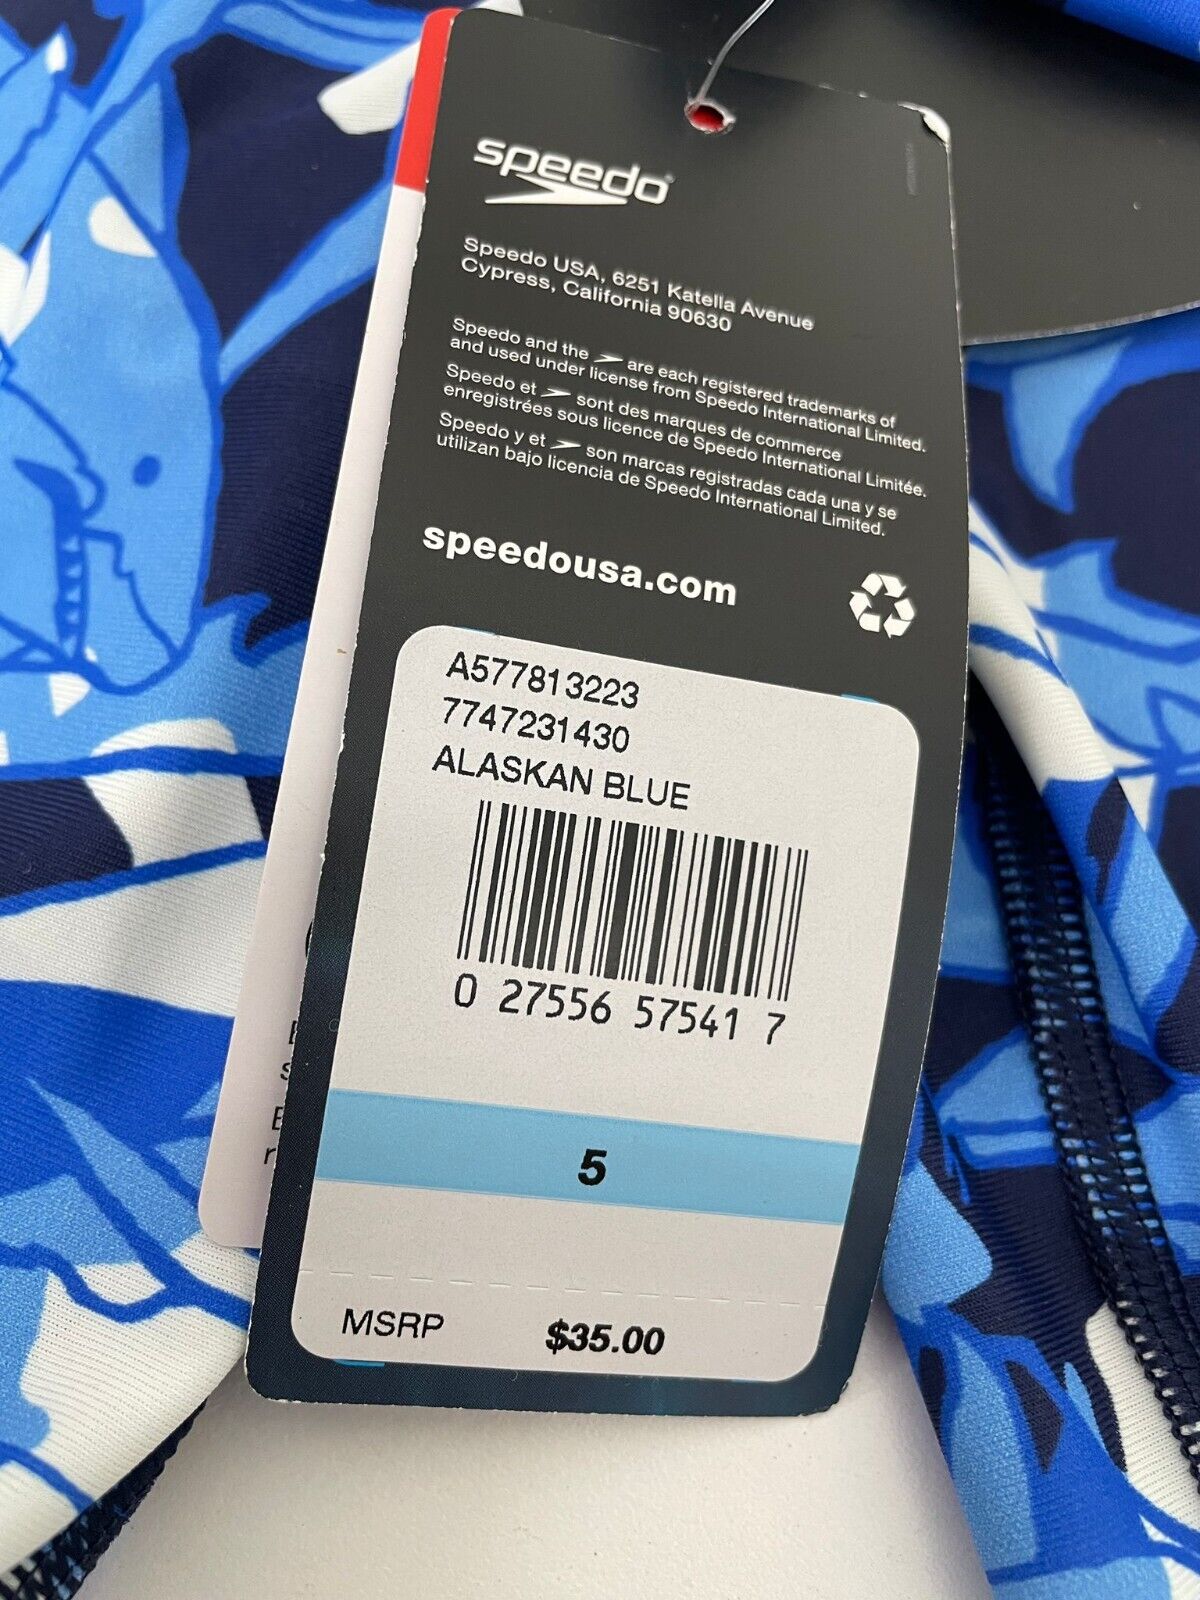 speedo
Speedo USA, 6251 Katella Avenue
Cypress, California 90630
Speedo and the are each registered trademarks of
and used under license from Speedo International Limited.
Speedo et sont des marques de commerce
enregistrées sous licence de Speedo International Limitée.
Speedo y et son marcas registradas cada una y se
utilizan bajo licencia de Speedo International Limited.
speedousa.com
A577813223
7747231430
ALASKAN BLUE
0 27556 57541 7
5
MSRP $35.00